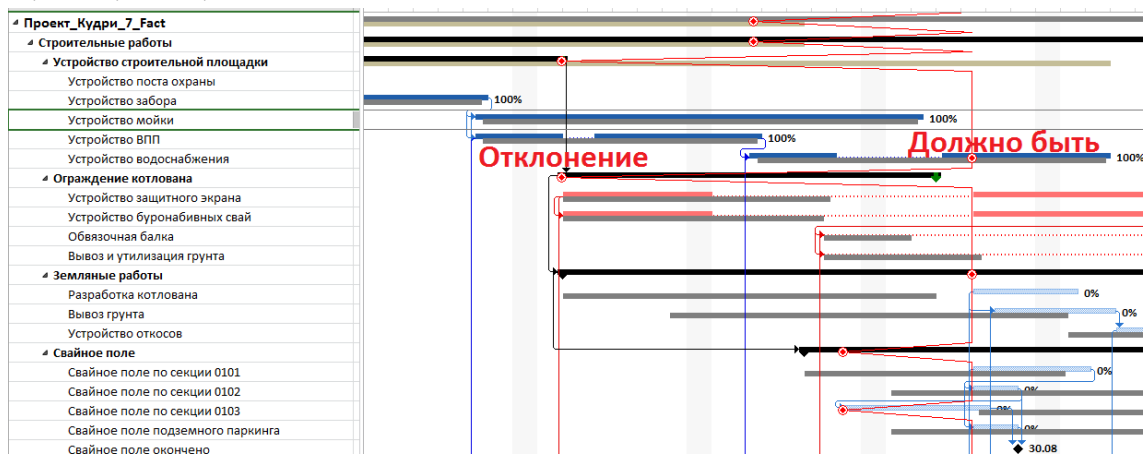 Проект_Кудри_7_Fact
Строительные работы
Устройство строительной площадки
Устройство поста охраны
Устройство забора 100%
Устройство мойки 100%
Устройство ВПП 100%
Отклонение Должно быть
Устройство водоснабжения 100%
Ограждение котлована
Устройство защитного экрана
Устройство буронабивных свай
Обвязочная балка
Вывоз и утилизация грунта
Земляные работы
Разработка котлована 0%
Вывоз грунта 0%
Устройство откосов
Свайное поле
Свайное поле по секции 0101 0%
Свайное поле по секции 0102 0%
Свайное поле по секции 0103 0%
Свайное поле подземного паркинга 0%
Свайное поле окончено 30.08